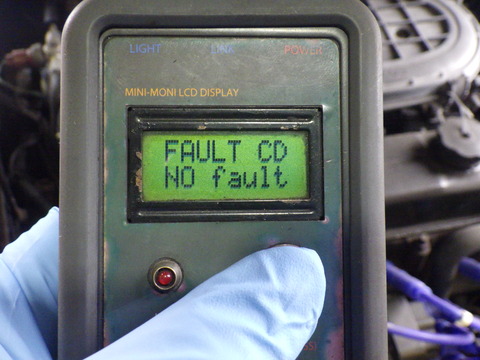 LIGHT LINK POWER
MINI-MONI LCD DISPLAY
FAULT CD
NO fault